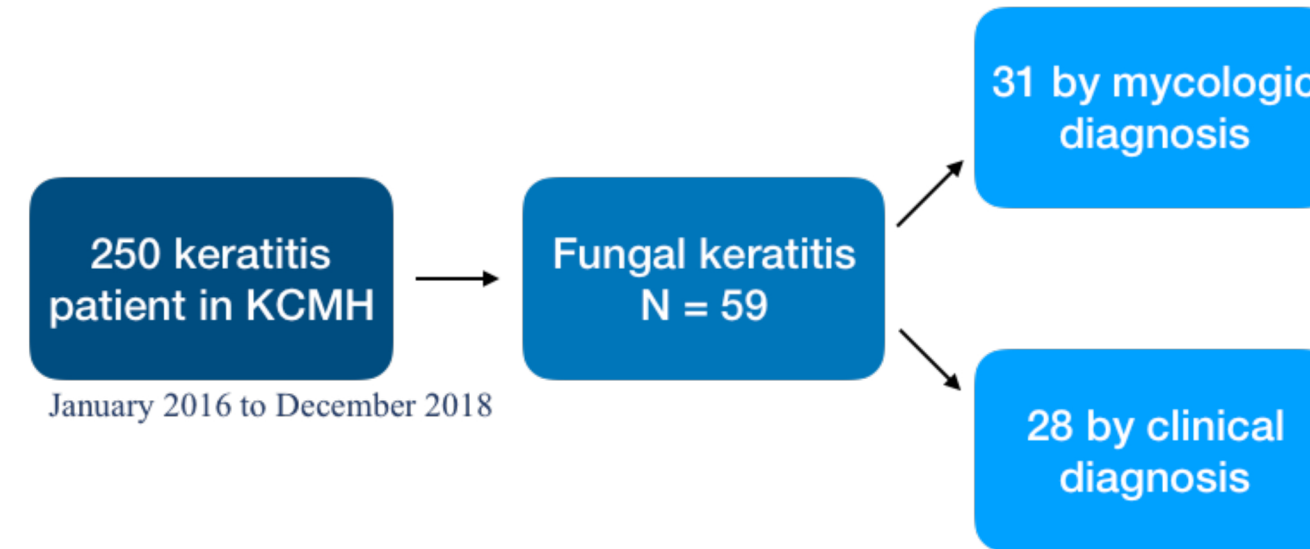 250 keratitis
patient in KCMH
January 2016 to December 2018
Fungal keratitis
N = 59
31 by mycologic
diagnosis
28 by clinical
diagnosis